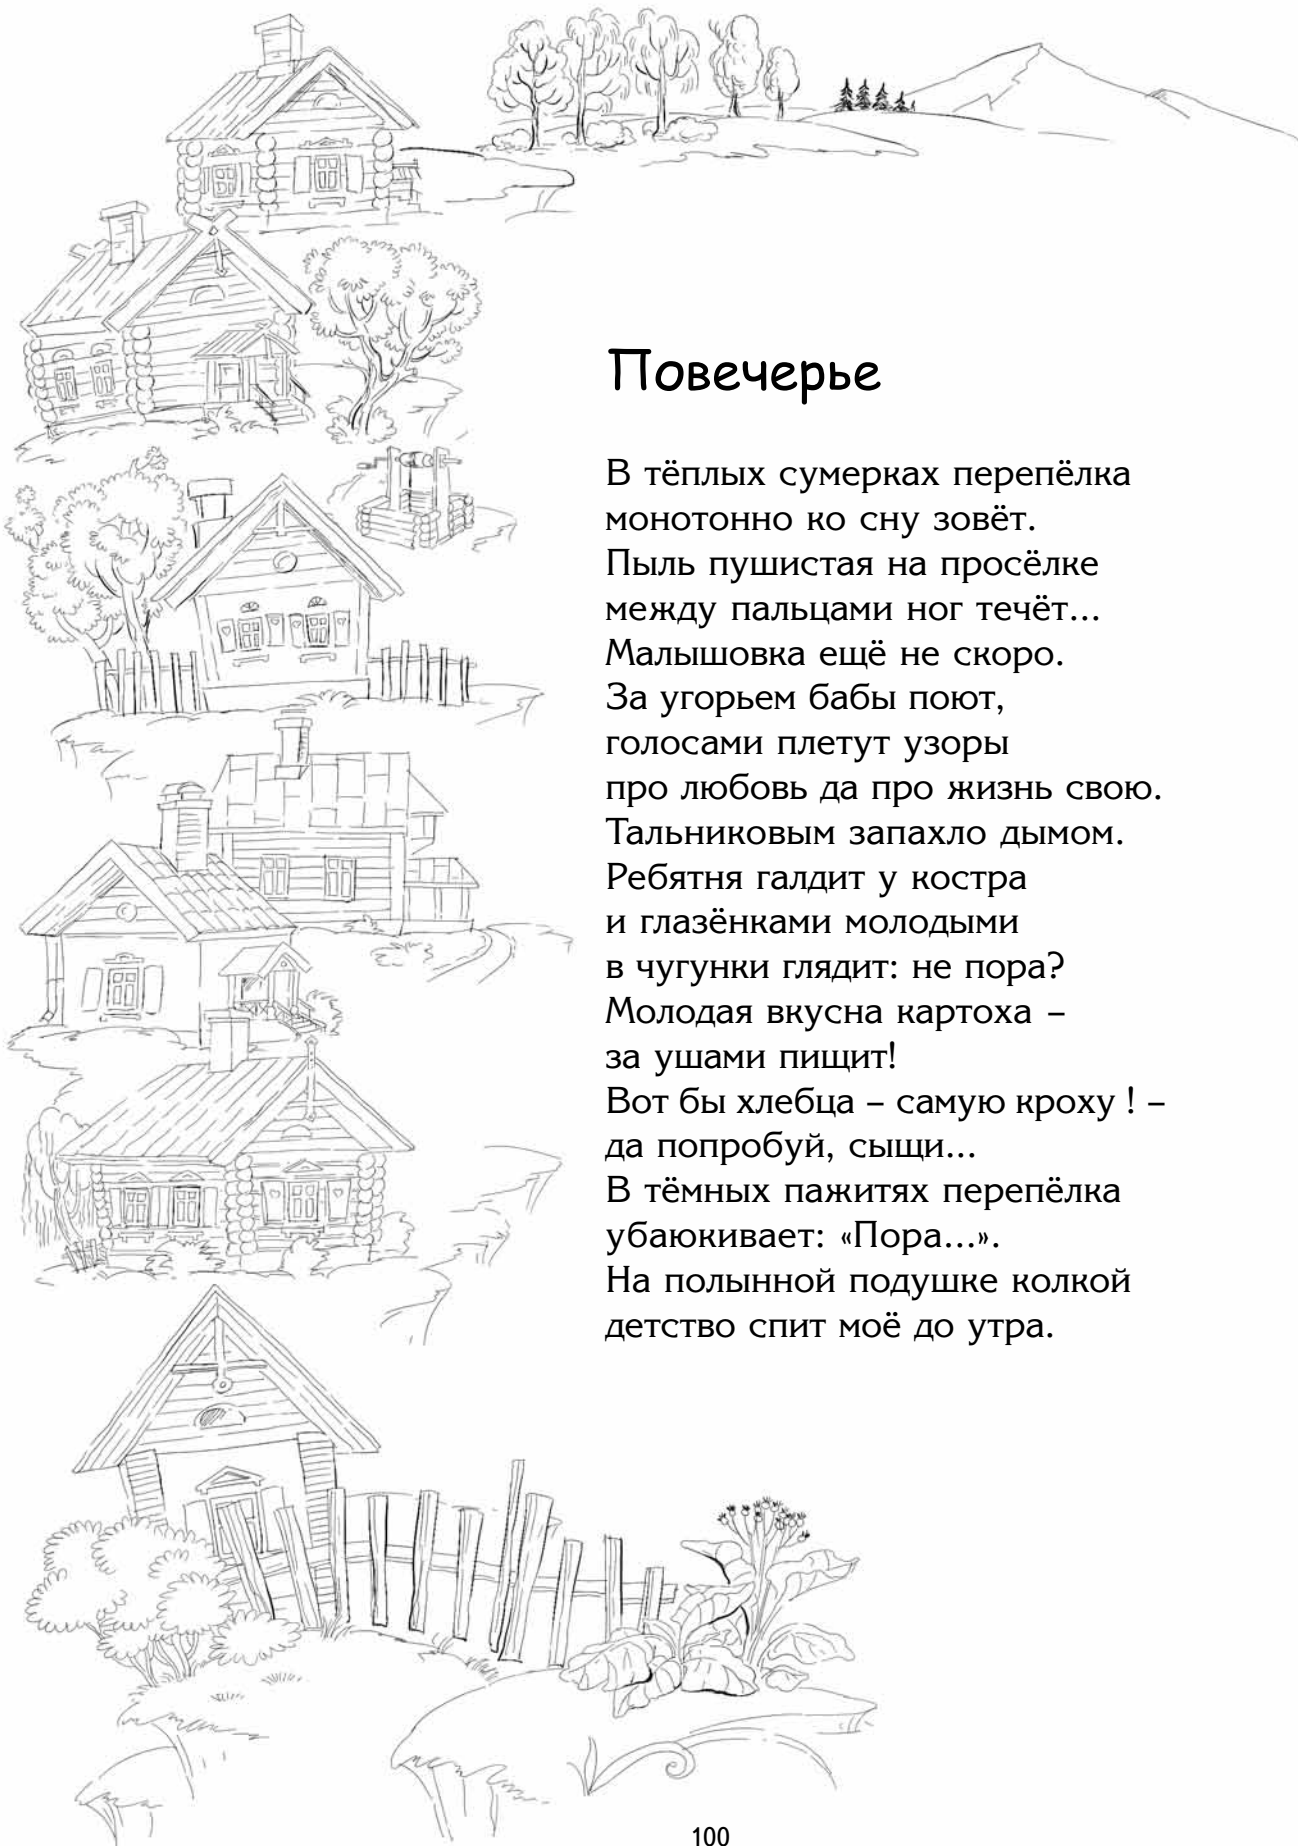 Повечерье
В тёплых сумерках перепёлка
монотонно ко сну зовёт.
Пыль пушистая на просёлке
между пальцами ног течёт...
Малышовка ещё не скоро.
За угорьем бабы поют,
голосами плетут узоры
про любовь да про жизнь свою.
Тальниковым запахло дымом.
Ребятня галдит у костра
и глазёнками молодыми
в чугунки глядит: не пора?
Молодая вкусна картоха –
за ушами пищит!
Вот бы хлебца – самую кроху ! –
да попробуй, сыщи...
В тёмных пажитях перепёлка
убаюкивает: «Пора...».
На полынной подушке колкой
детство спит моё до утра.
100